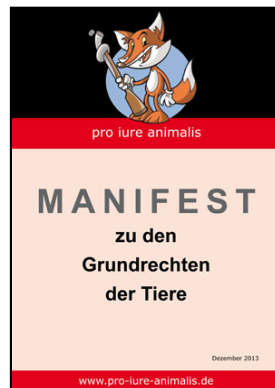 pro iure animalis
MANIFEST
zu den
Grundrechten
der Tiere
Dezember 2013
www.pro-iure-animalis.de